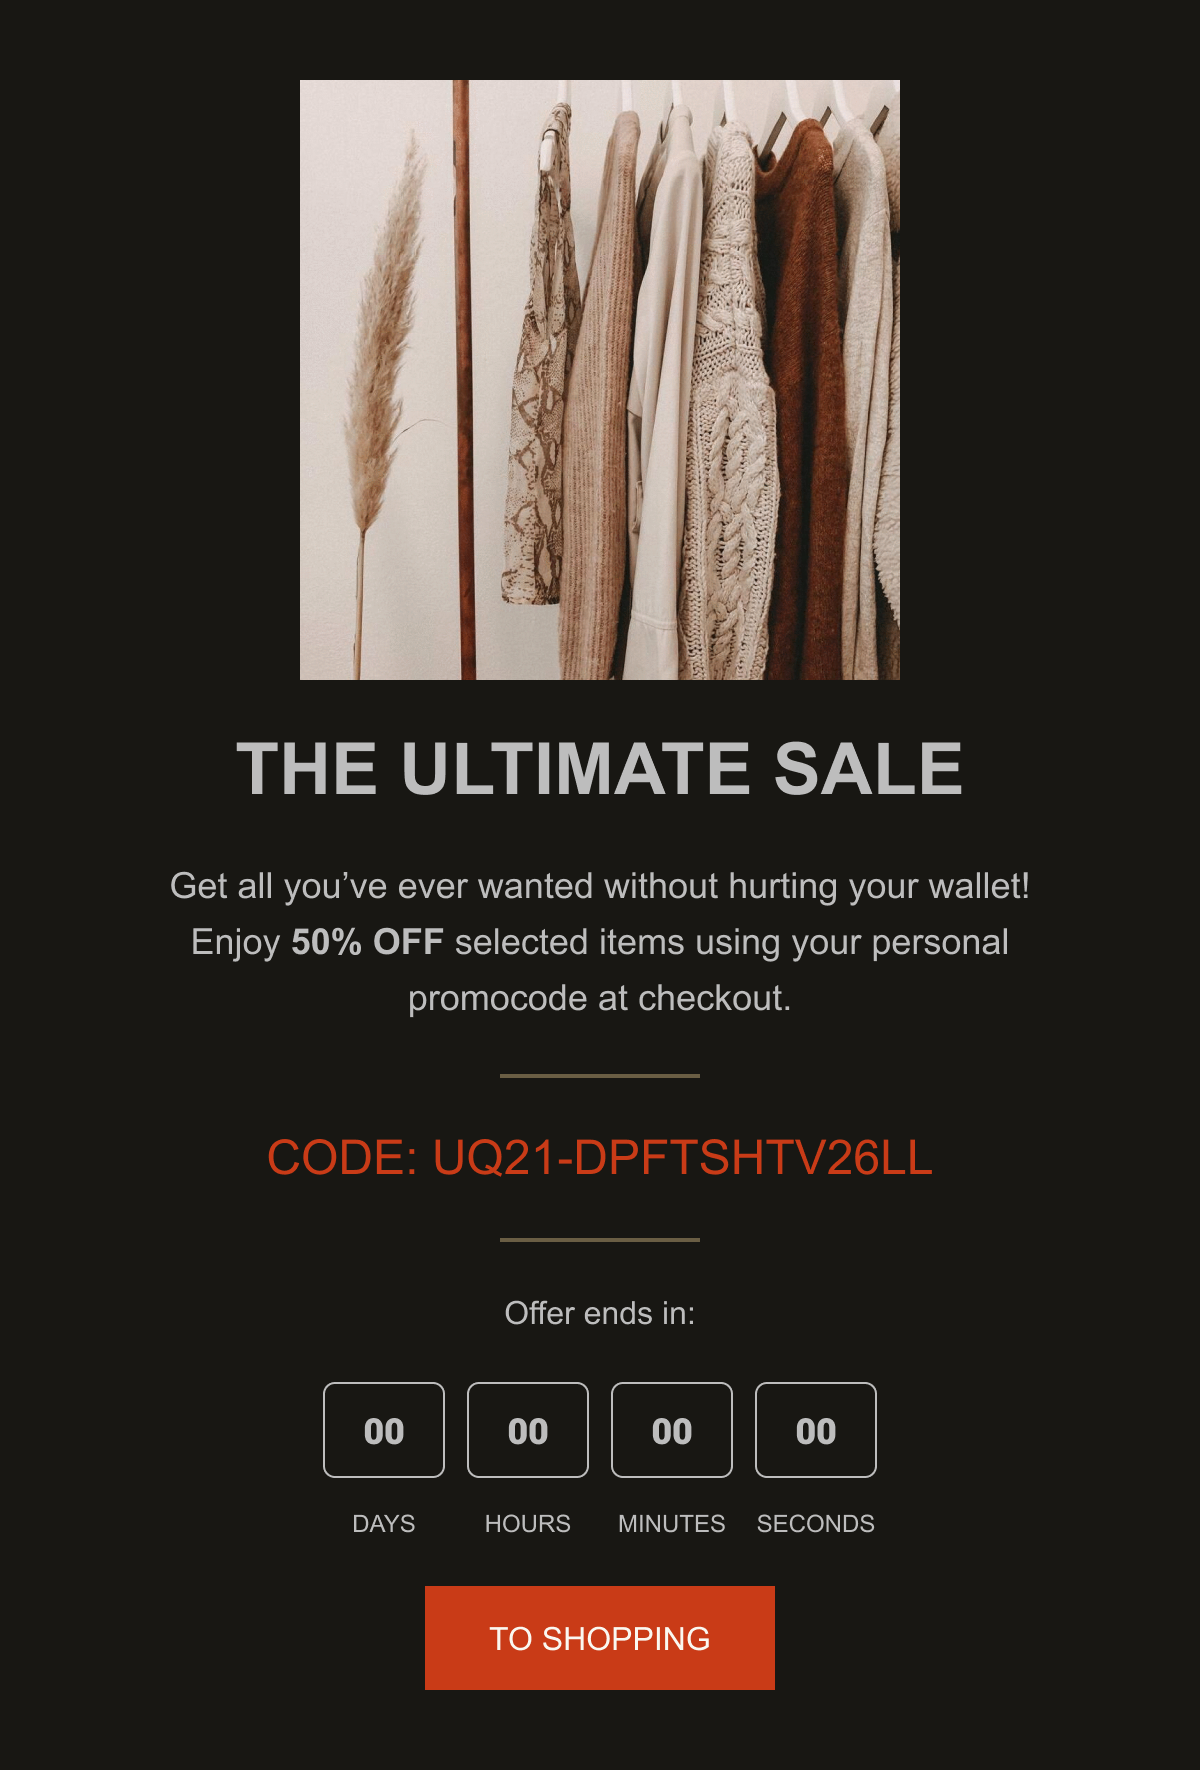 THE ULTIMATE SALE
Get all you’ve ever wanted without hurting your wallet!
Enjoy 50% OFF selected items using your personal
promocode at checkout.
CODE: UQ21-DPFTSHTV26LL
Offer ends in:
00 00 00 00
DAYS HOURS MINUTES SECONDS
TO SHOPPING